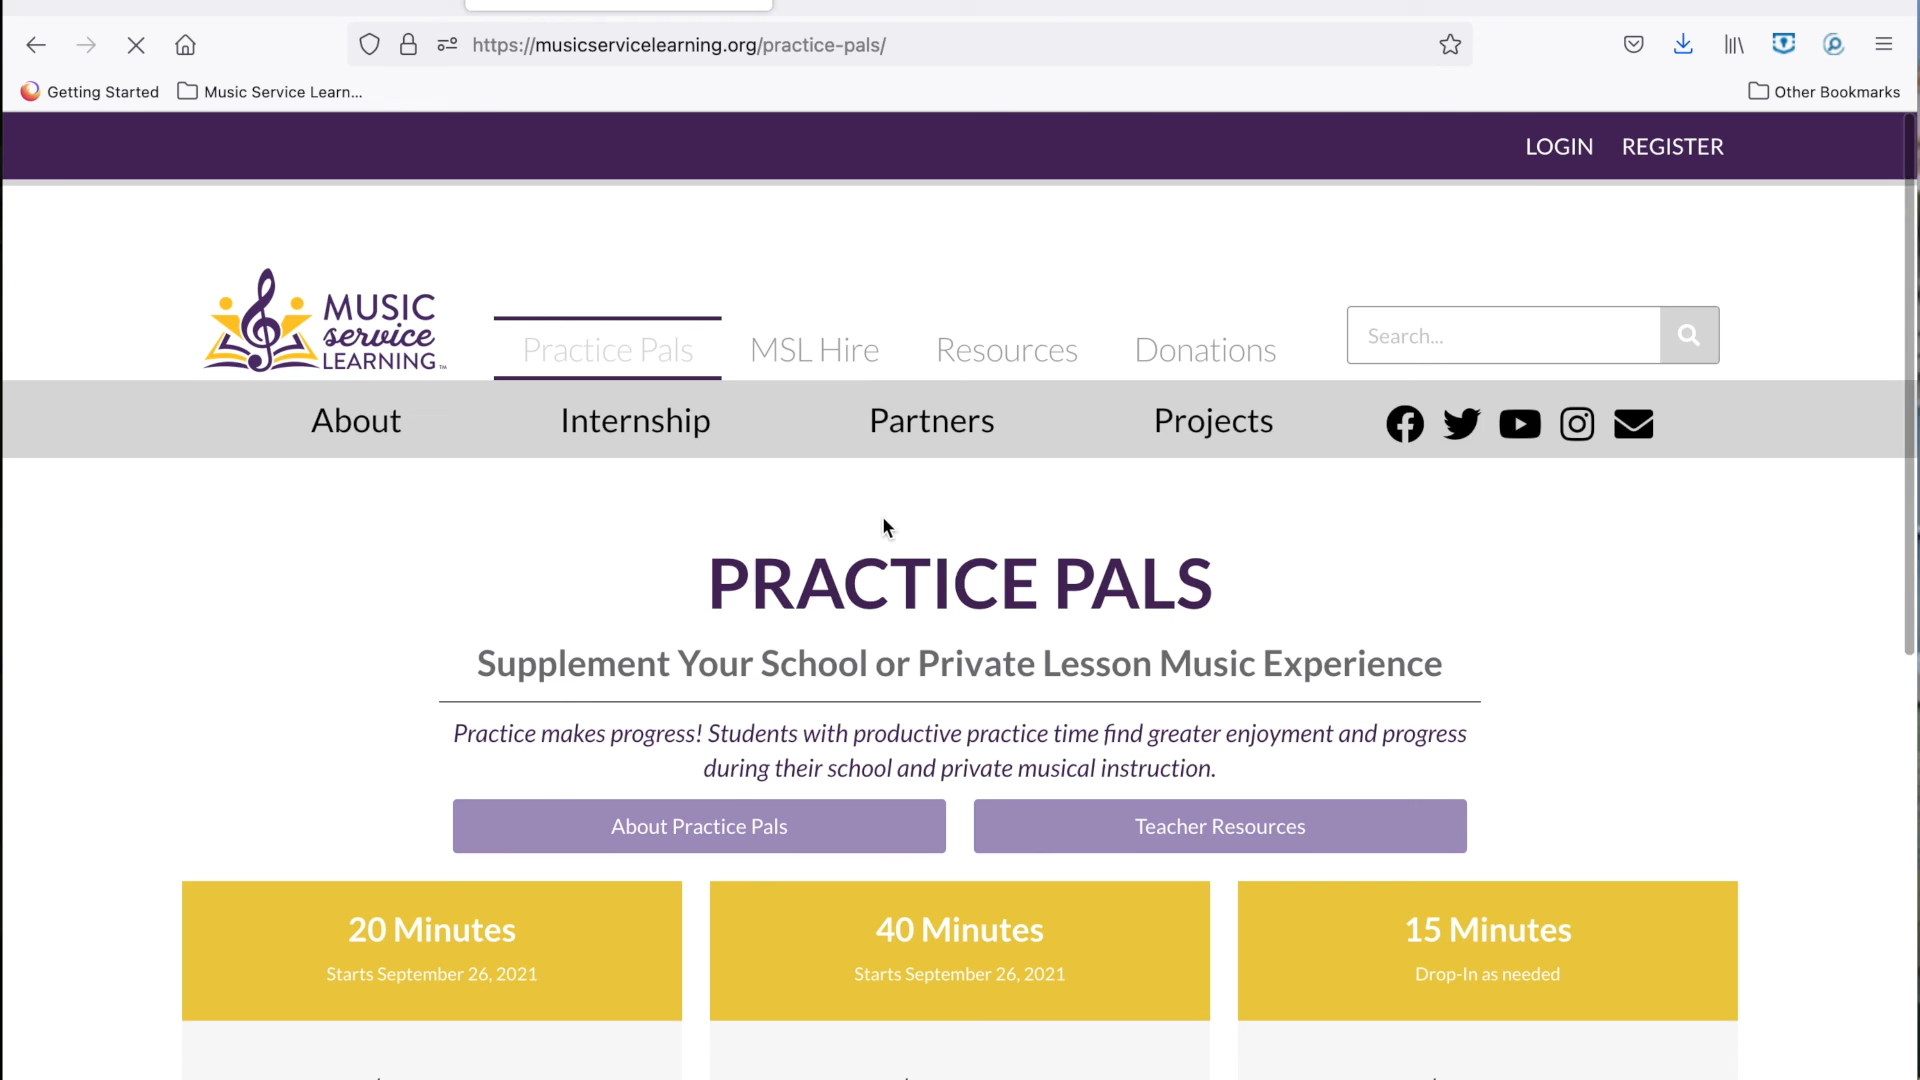 https://musicservicelearning.org/practice-pals/
Getting Started
Music Service Learn...
Other Bookmarks
LOGIN
REGISTER
MUSIC
service
LEARNING™
Practice Pals
MSL Hire
Resources
Donations
Search...
About
Internship
Partners
Projects
PRACTICE PALS
Supplement Your School or Private Lesson Music Experience
Practice makes progress! Students with productive practice time find greater enjoyment and progress
during their school and private musical instruction.
About Practice Pals
Teacher Resources
20 Minutes
Starts September 26, 2021
40 Minutes
Starts September 26, 2021
15 Minutes
Drop-In as needed